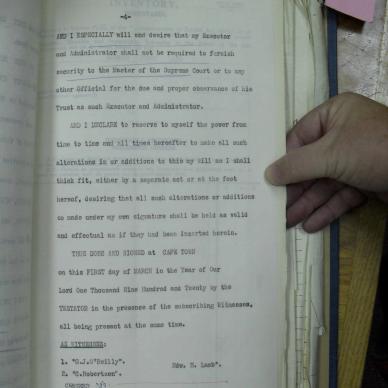 INVENTORY.
-4-
AND I ESPECIALLY will and desire that my Executor
and Administrator shall not be required to furnish
security to the Master of the Supreme Court or to any
other Official for the due and proper observance of his
Trust as such Executor and Administrator.
AND I DECLARE to reserve to myself the power from
time to time and all times hereafter to make all such
alterations in or additions to this my Will as I shall
think fit, either by a separate act or at the foot
hereof, desiring that all such alterations or additions
so made under my own signature shall be held as valid
and effectual as if they had been inserted herein.
THUS DONE AND SIGNED at CAPE TOWN
on this FIRST day of MARCH in the Year of Our
Lord One Thousand Nine Hundred and Twenty by the
TESTATOR in the presence of the subscribing Witnesses,
all being present at the same time.
AS WITNESSES:
1. "G.J.O'Reilly".
Edw. H. Lamb".
2. "C.Robertson".